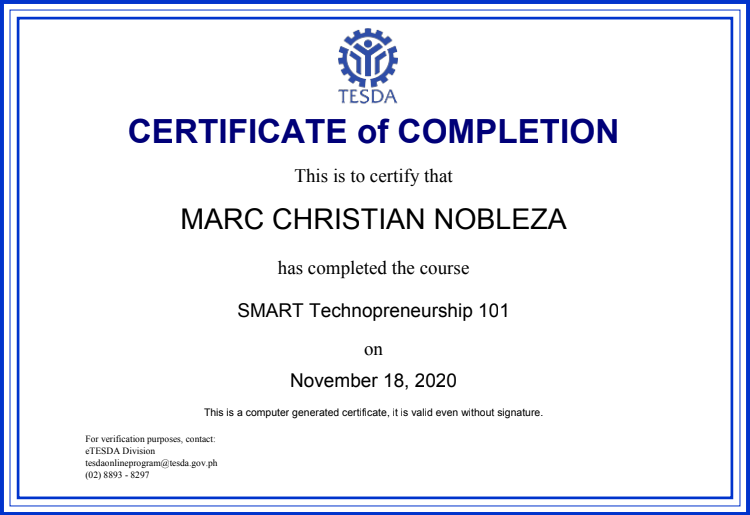 TESDA
CERTIFICATE of COMPLETION
This is to certify that
MARC CHRISTIAN NOBLEZA
has completed the course
SMART Technopreneurship 101
on
November 18, 2020
This is a computer generated certificate, it is valid even without signature.
For verification purposes, contact:
eTESDA Division
tesdaonlineprogram@tesda.gov.ph
(02) 8893 - 8297